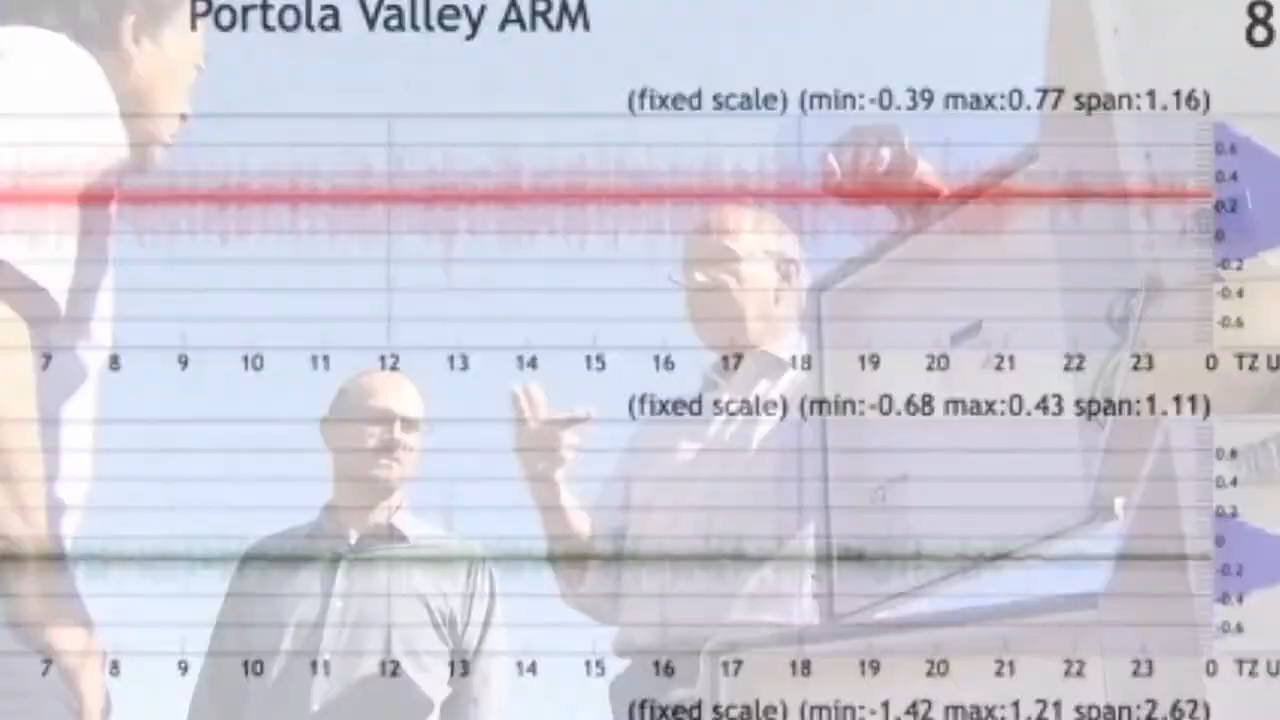 Portola Valley ARM
8
(fixed scale) (min:-0.39 max:0.77 span:1.16)
0.6
0.4
0.2
0
-0.2
-0.4
-0.6
7 8 9 10 11 12 13 14 15 16 17 18 19 20 21 22 23 0 TZ U
(fixed scale) (min:-0.68 max:0.43 span:1.11)
0.4
0.2
0
-0.2
-0.4
-0.6
7 8 9 10 11 12 13 14 15 16 17 18 19 20 21 22 23 0 TZ U
(fixed scale) (min:-1.42 max:1.21 span:2.62)